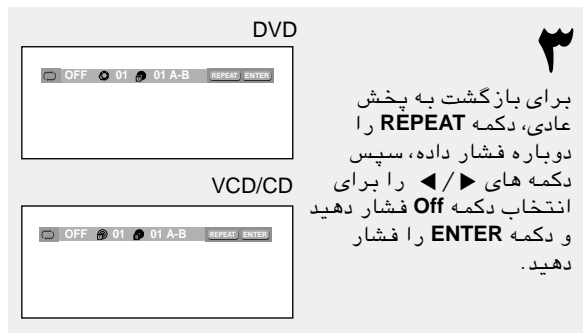 ۳
برای بازگشت به پخش
عادی، دکمه REPEAT را
دوباره فشار داده، سپس
دکمه های ▶/◀ را برای
انتخاب دکمه Off فشار دهید
و دکمه ENTER را فشار
دهید.
DVD
OFF 01 01 A-B REPEAT ENTER
VCD/CD
OFF 01 01 A-B REPEAT ENTER